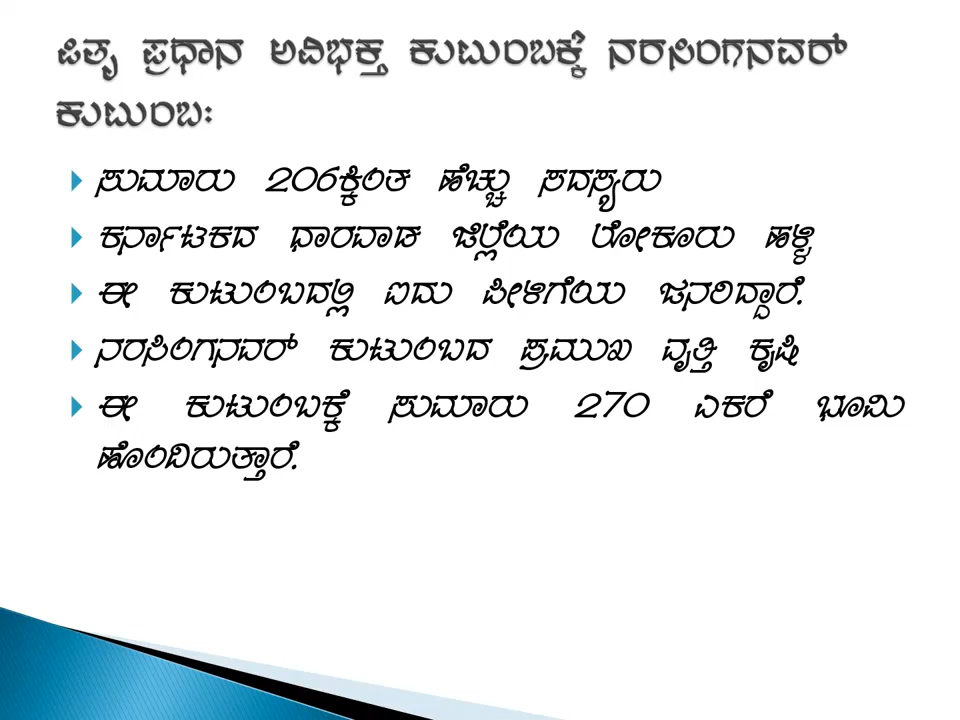 ಪಿತೃ ಪ್ರಧಾನ ಅವಿಭಕ್ತ ಕುಟುಂಬಕ್ಕೆ ನರಸಿಂಗನವರ್
ಕುಟುಂಬ:
ಸುಮಾರು 206ಕ್ಕಿಂತ ಹೆಚ್ಚು ಸದಸ್ಯರು
ಕರ್ನಾಟಕದ ಧಾರವಾಡ ಜಿಲ್ಲೆಯ ಲೋಕೂರು ಹಳ್ಳಿ
ಈ ಕುಟುಂಬದಲ್ಲಿ ಐದು ಪೀಳಿಗೆಯ ಜನರಿದ್ದಾರೆ.
ನರಸಿಂಗನವರ್ ಕುಟುಂಬದ ಪ್ರಮುಖ ವೃತ್ತಿ ಕೃಷಿ
ಈ ಕುಟುಂಬಕ್ಕೆ ಸುಮಾರು 270 ಎಕರೆ ಭೂಮಿ
ಹೊಂದಿರುತ್ತಾರೆ.